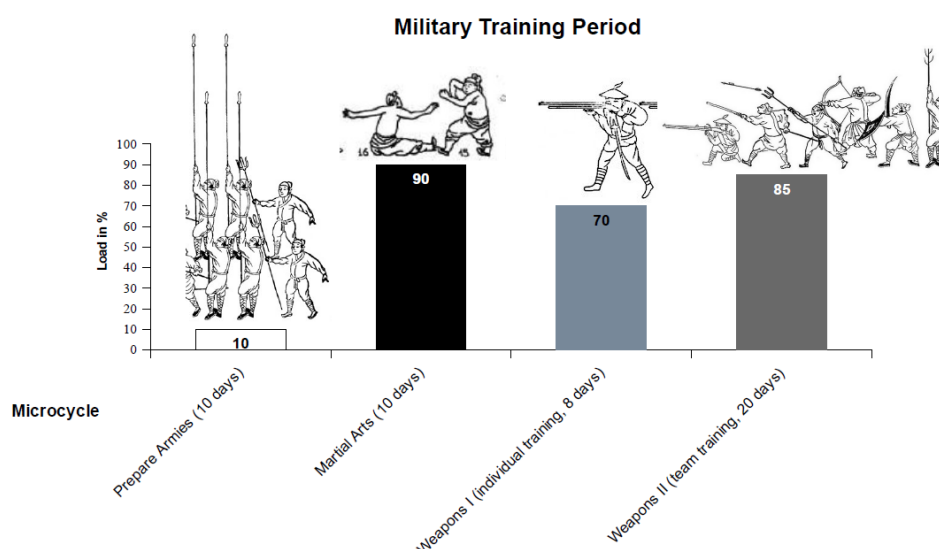 Military Training Period
Load in %
100
90
80
70
60
50
40
30
20
10
0
10
90
70
85
16
15
Microcycle
Prepare Armies (10 days)
Martial Arts (10 days)
Weapons I (individual training, 8 days)
Weapons II (team training, 20 days)